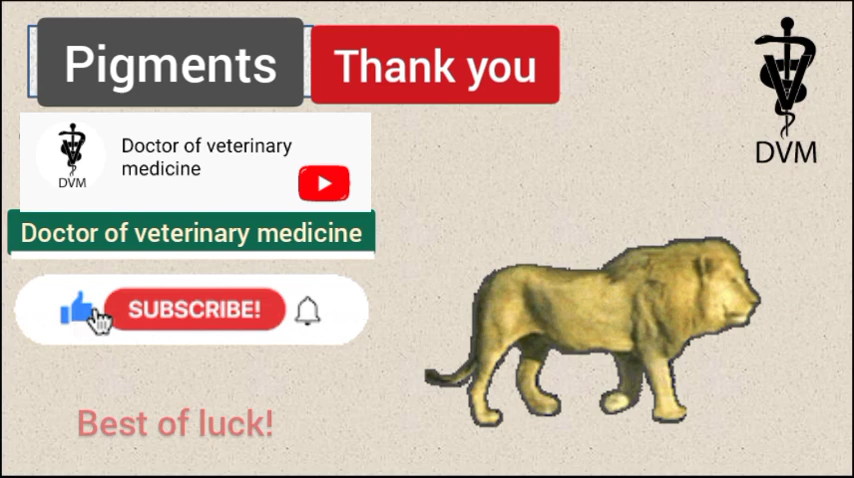 Pigments
Thank you
DVM
Doctor of veterinary
medicine
DVM
Doctor of veterinary medicine
SUBSCRIBE!
Best of luck!